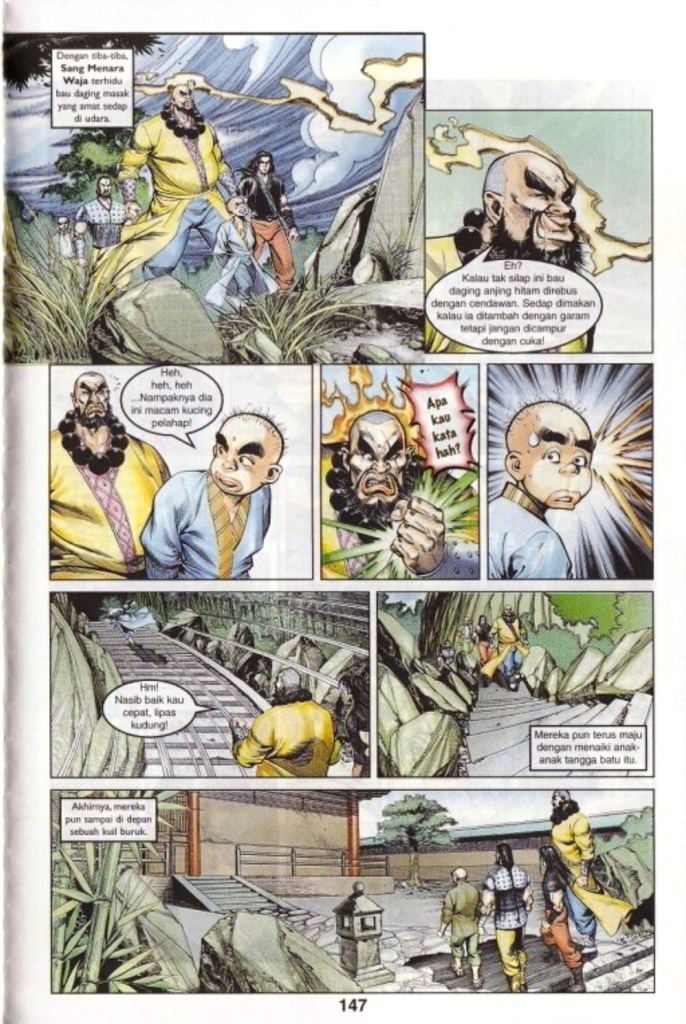 Dengan tiba-tiba,
Sang Menara
Waja terhidu
bau daging masak
yang amat sedap
di udara.
Eh?
Kalau tak silap ini bau
daging anjing hitam direbus
dengan cendawan. Sedap dimakan
kalau ia ditambah dengan garam
tetapi jangan dicampur
dengan cuka!
Heh,
heh, heh
...Nampaknya dia
ini macam kucing
pelahap!
Apa
kau
kata
hah?
Hm!
Nasib baik kau
cepat, lipas
kudung!
Mereka pun terus maju
dengan menaiki anak-
anak tangga batu itu.
Akhirnya, mereka
pun sampai di depan
sebuah kuil buruk.
147